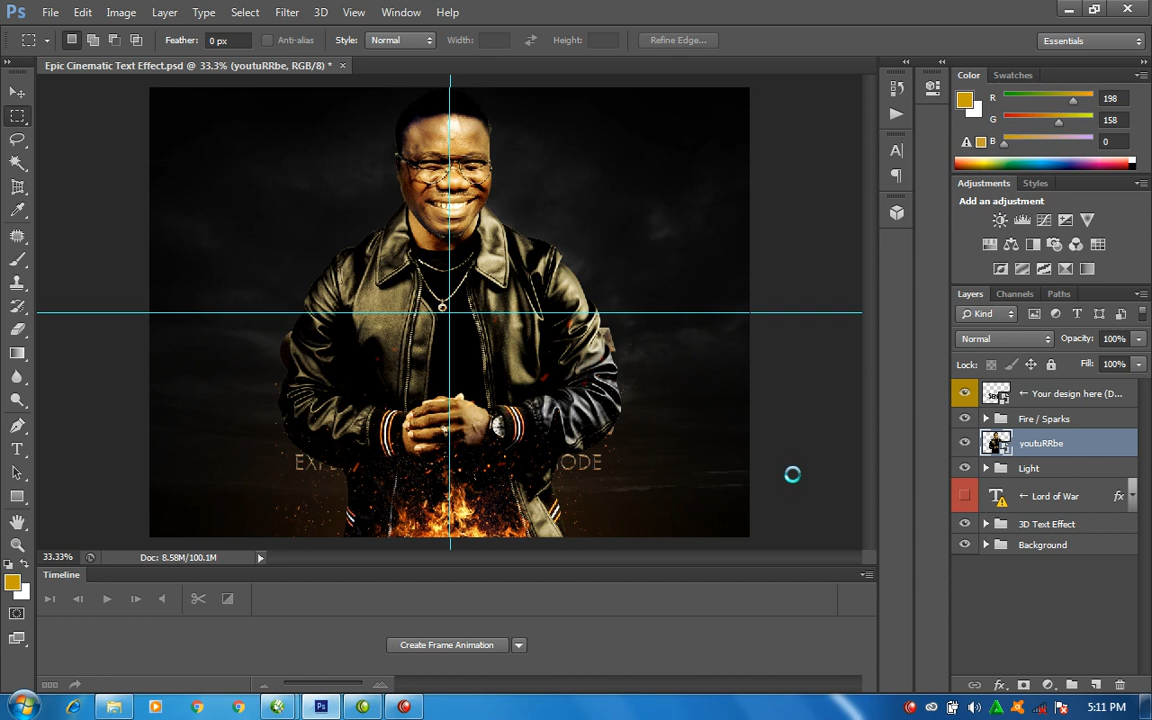 Ps File Edit Image Layer Type Select Filter 3D View Window Help
Feather: 0 px Anti-alias Style: Normal Width: Height: Refine Edge... Essentials
Epic Cinematic Text Effect.psd @ 33.3% (youtuRRbe, RGB/8) * ×
Color Swatches
R 198
G 158
B 0
Adjustments Styles
Add an adjustment
Layers Channels Paths
Kind
Normal Opacity: 100%
Lock: Fill: 100%
← Your design here (D...
Fire / Sparks
youtuRRbe
Light
T ← Lord of War fx
3D Text Effect
Background
EXPE ODE
33.33% Doc: 8.58M/100.1M
Timeline
Create Frame Animation
fx
Ps 5:11 PM